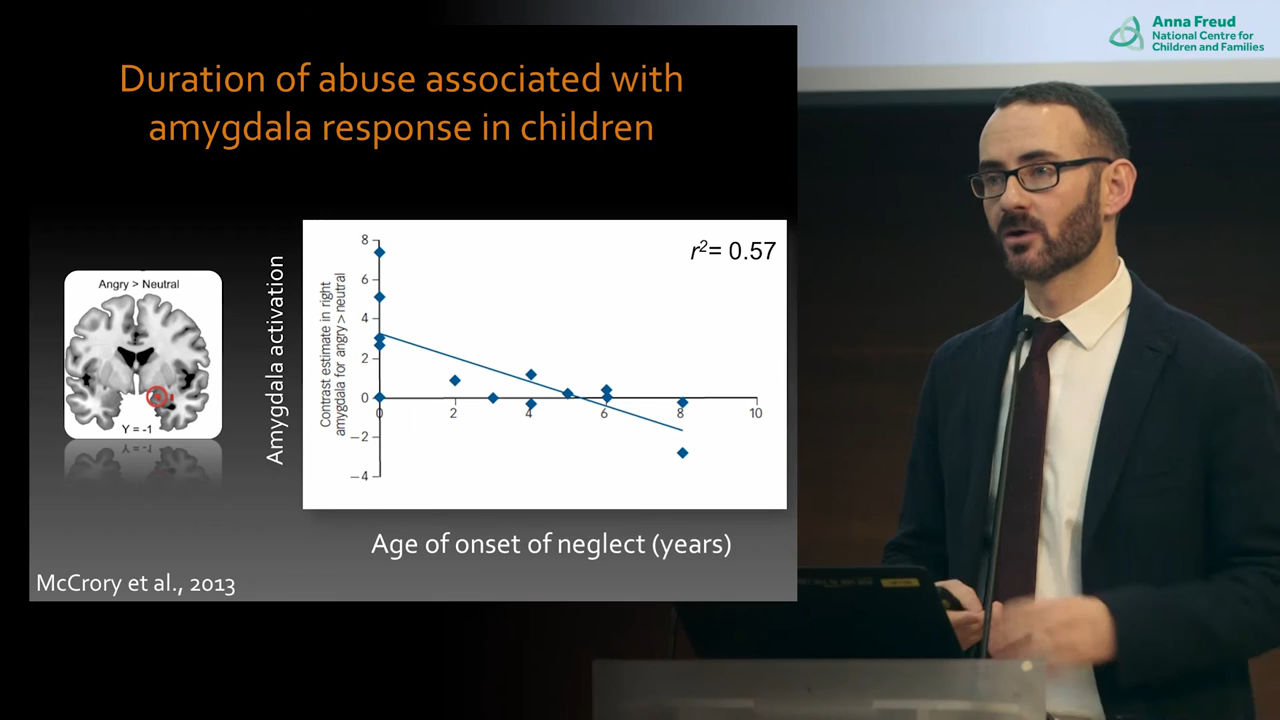 Anna Freud
National Centre for
Children and Families
Duration of abuse associated with
amygdala response in children
Angry > Neutral
Y = -1
Amygdala activation
Contrast estimate in right
amygdala for angry > neutral
r²= 0.57
8
6
4
2
0
−2
−4
0 2 4 6 8 10
Age of onset of neglect (years)
McCrory et al., 2013